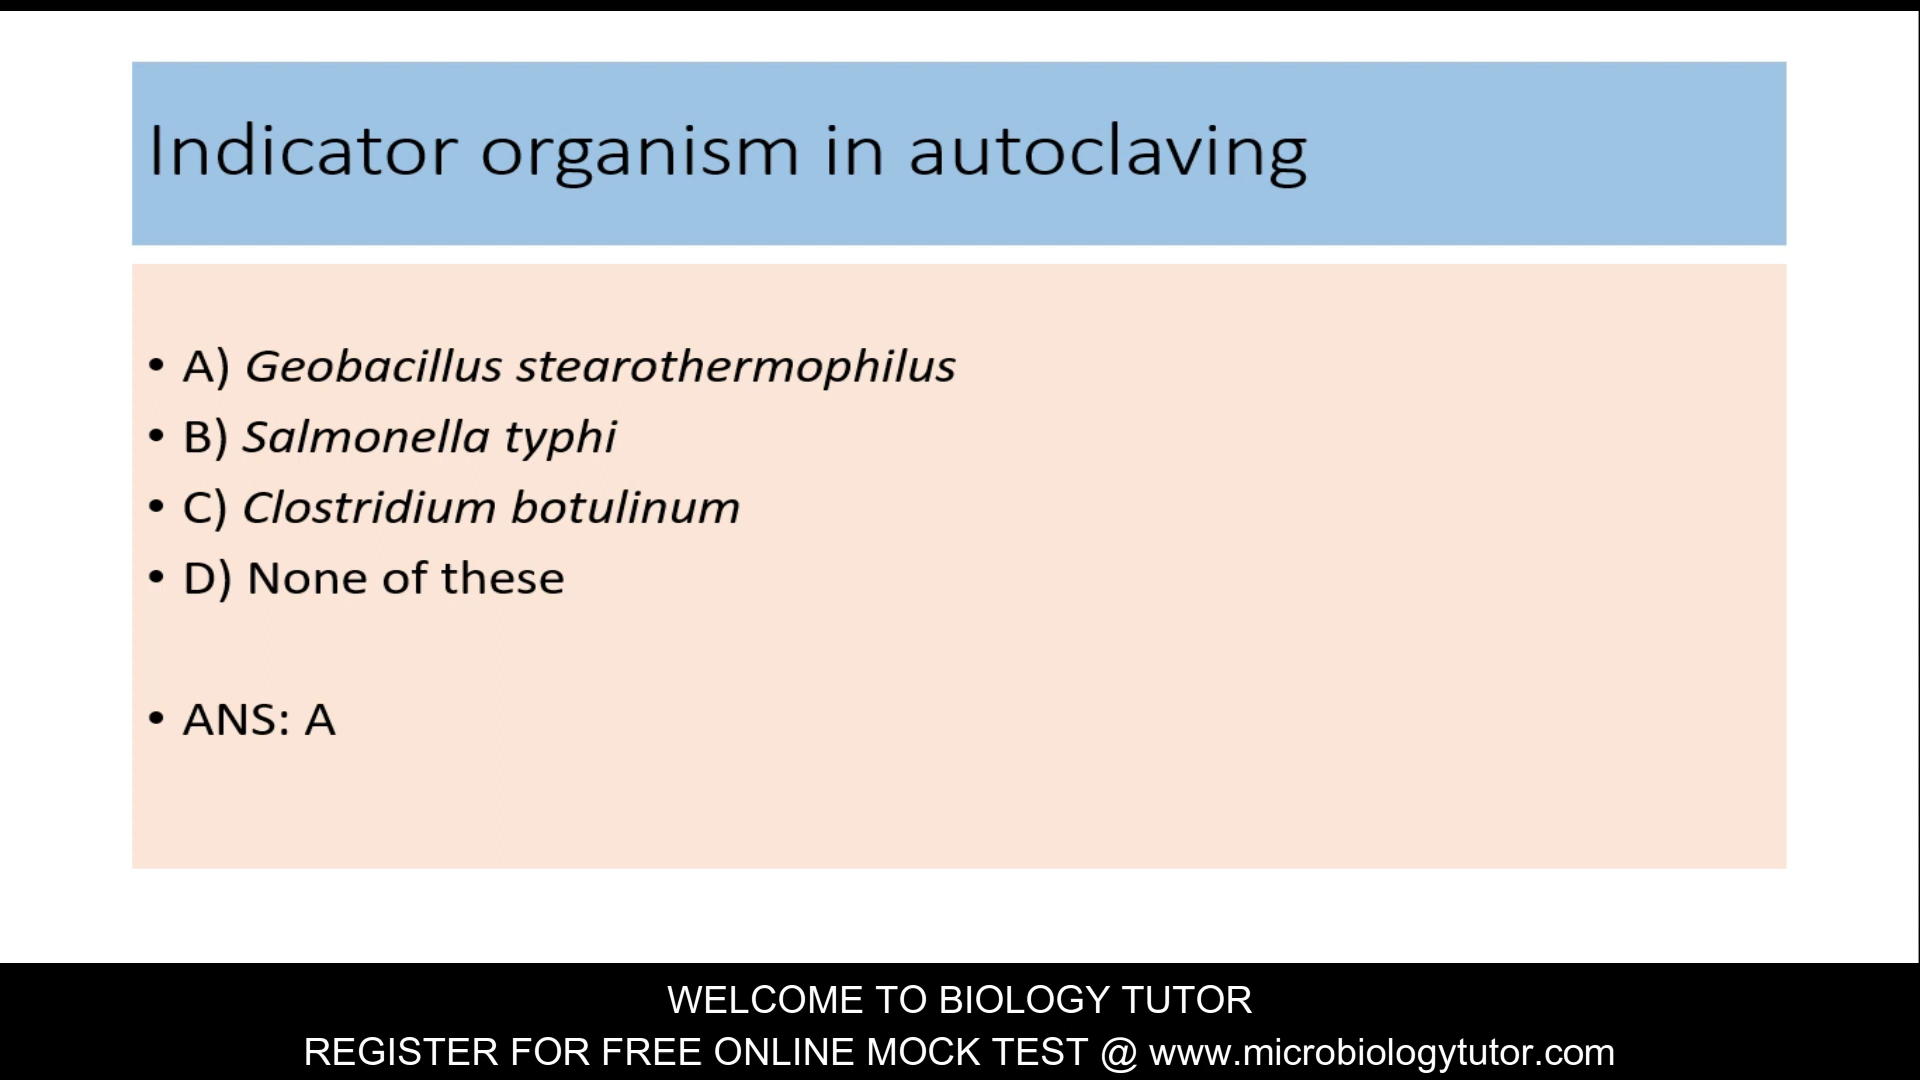 Indicator organism in autoclaving
• A) Geobacillus stearothermophilus
• B) Salmonella typhi
• C) Clostridium botulinum
• D) None of these
• ANS: A
WELCOME TO BIOLOGY TUTOR
REGISTER FOR FREE ONLINE MOCK TEST @ www.microbiologytutor.com